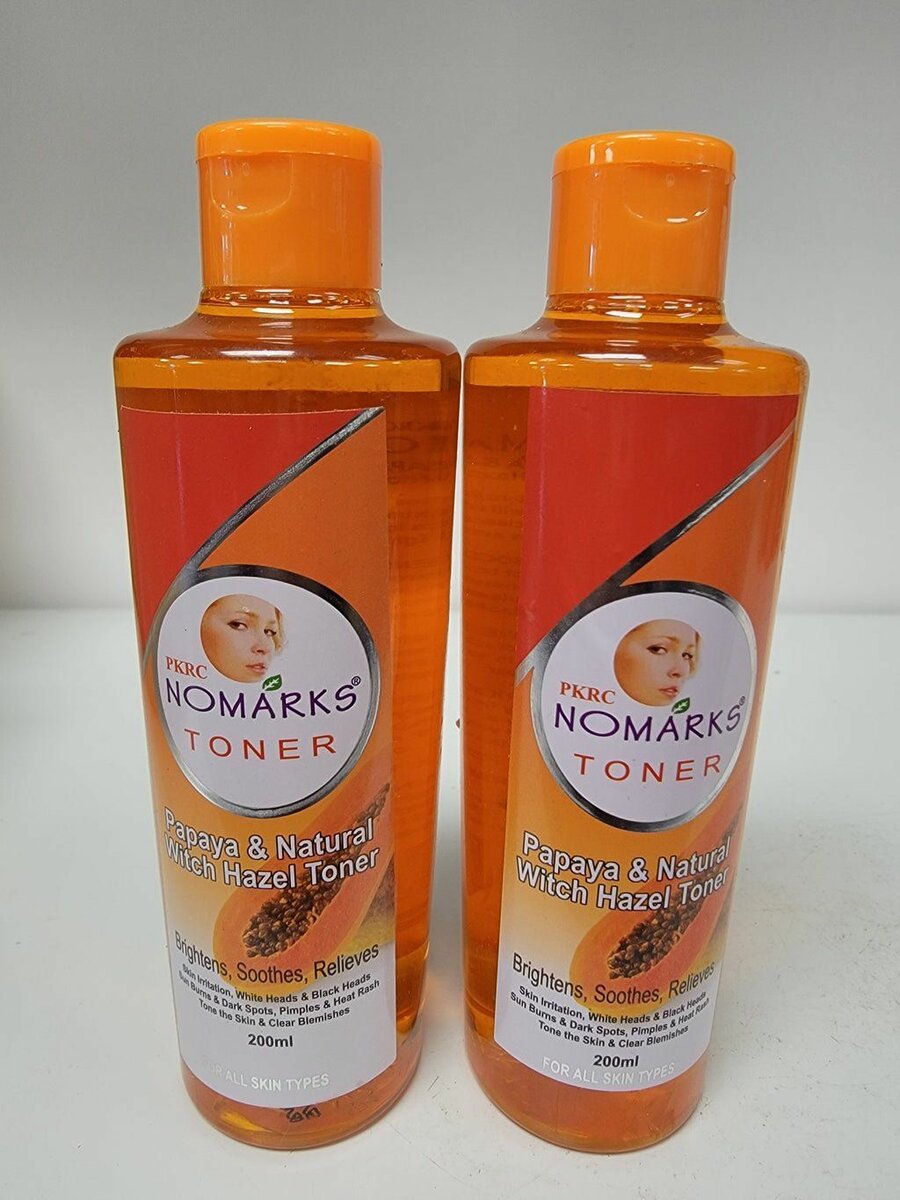 PKRC
NOMARKS®
TONER
Papaya & Natural
Witch Hazel Toner
Brightens, Soothes, Relieves
Skin Irritation, White Heads & Black Heads
Sun Burns & Dark Spots, Pimples & Heat Rash
Tone the Skin & Clear Blemishes
200ml
FOR ALL SKIN TYPES
PKRC
NOMARKS®
TONER
Papaya & Natural
Witch Hazel Toner
Brightens, Soothes, Relieves
Skin Irritation, White Heads & Black Heads
Sun Burns & Dark Spots, Pimples & Heat Rash
Tone the Skin & Clear Blemishes
200ml
FOR ALL SKIN TYPES